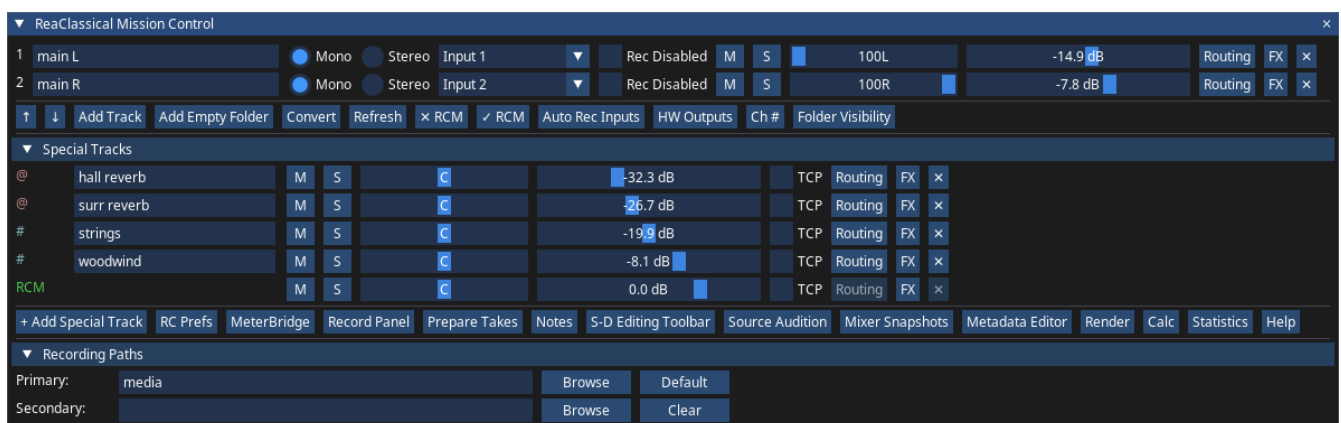 ▼ ReaClassical Mission Control ×
1 main L Mono Stereo Input 1 ▼ Rec Disabled M S 100L -14.9 dB Routing FX ×
2 main R Mono Stereo Input 2 ▼ Rec Disabled M S 100R -7.8 dB Routing FX ×
↑ ↓ Add Track Add Empty Folder Convert Refresh × RCM ✓ RCM Auto Rec Inputs HW Outputs Ch # Folder Visibility
▼ Special Tracks
@ hall reverb M S C -32.3 dB TCP Routing FX ×
@ surr reverb M S C -26.7 dB TCP Routing FX ×
# strings M S C -19.9 dB TCP Routing FX ×
# woodwind M S C -8.1 dB TCP Routing FX ×
RCM M S C 0.0 dB TCP Routing FX ×
+ Add Special Track RC Prefs MeterBridge Record Panel Prepare Takes Notes S-D Editing Toolbar Source Audition Mixer Snapshots Metadata Editor Render Calc Statistics Help
▼ Recording Paths
Primary: media Browse Default
Secondary: Browse Clear